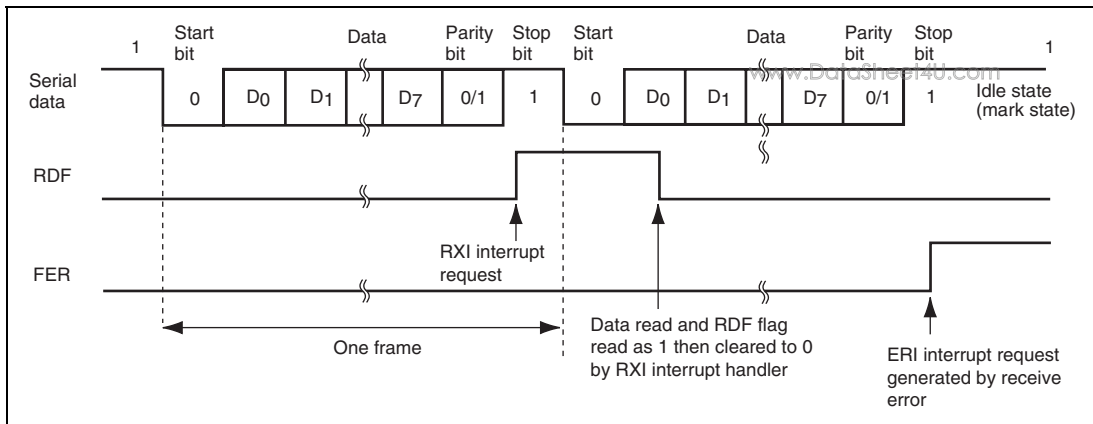 1
Start bit
Data
Parity bit
Stop bit
Start bit
Data
Parity bit
Stop bit
1
www.DataSheet4U.com
Serial data
0
D0
D1
D7
0/1
1
0
D0
D1
D7
0/1
1
Idle state
(mark state)
RDF
RXI interrupt
request
FER
One frame
Data read and RDF flag
read as 1 then cleared to 0
by RXI interrupt handler
ERI interrupt request
generated by receive
error